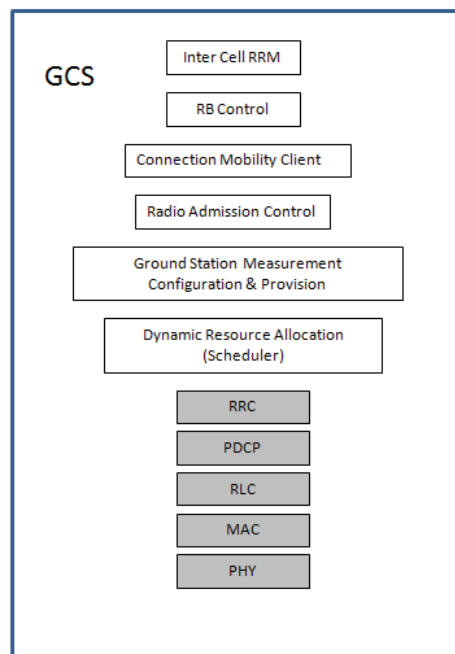 GCS
Inter Cell RRM
RB Control
Connection Mobility Client
Radio Admission Control
Ground Station Measurement
Configuration & Provision
Dynamic Resource Allocation
(Scheduler)
RRC
PDCP
RLC
MAC
PHY